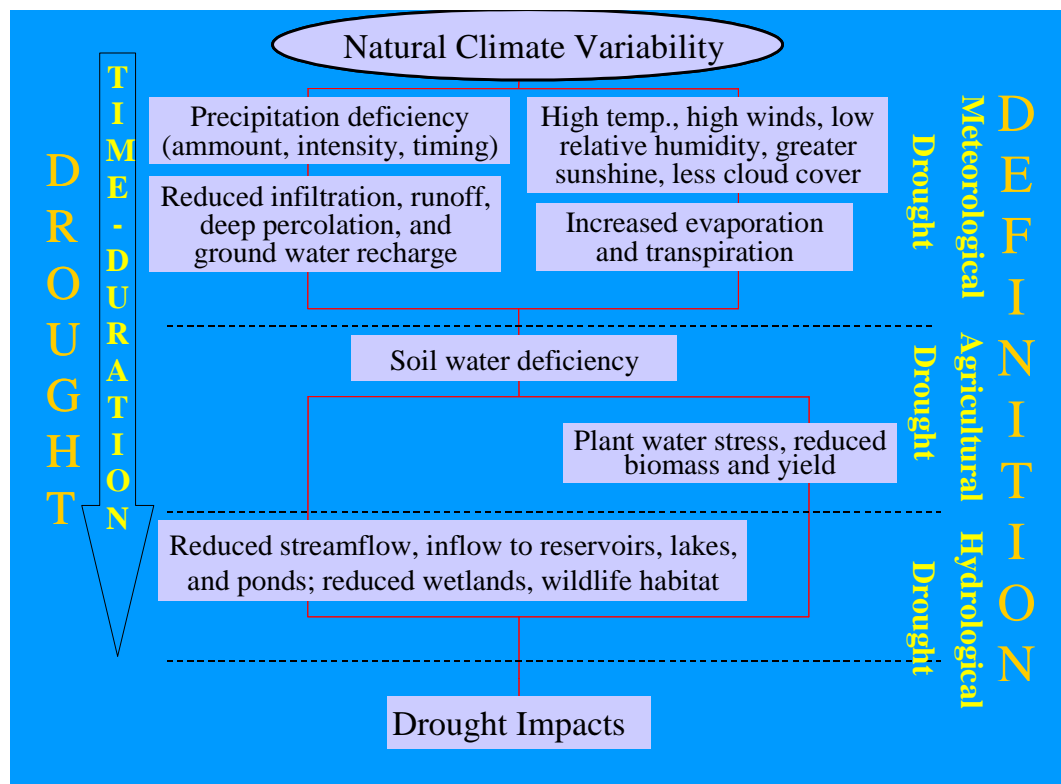 Natural Climate Variability
TIME-DURATION
DROUGHT
Precipitation deficiency
(ammount, intensity, timing)
High temp., high winds, low
relative humidity, greater
sunshine, less cloud cover
Reduced infiltration, runoff,
deep percolation, and
ground water recharge
Increased evaporation
and transpiration
Meteorological
Drought
DEFINITION
Soil water deficiency
Plant water stress, reduced
biomass and yield
Agricultural
Drought
Reduced streamflow, inflow to reservoirs, lakes,
and ponds; reduced wetlands, wildlife habitat
Hydrological
Drought
Drought Impacts